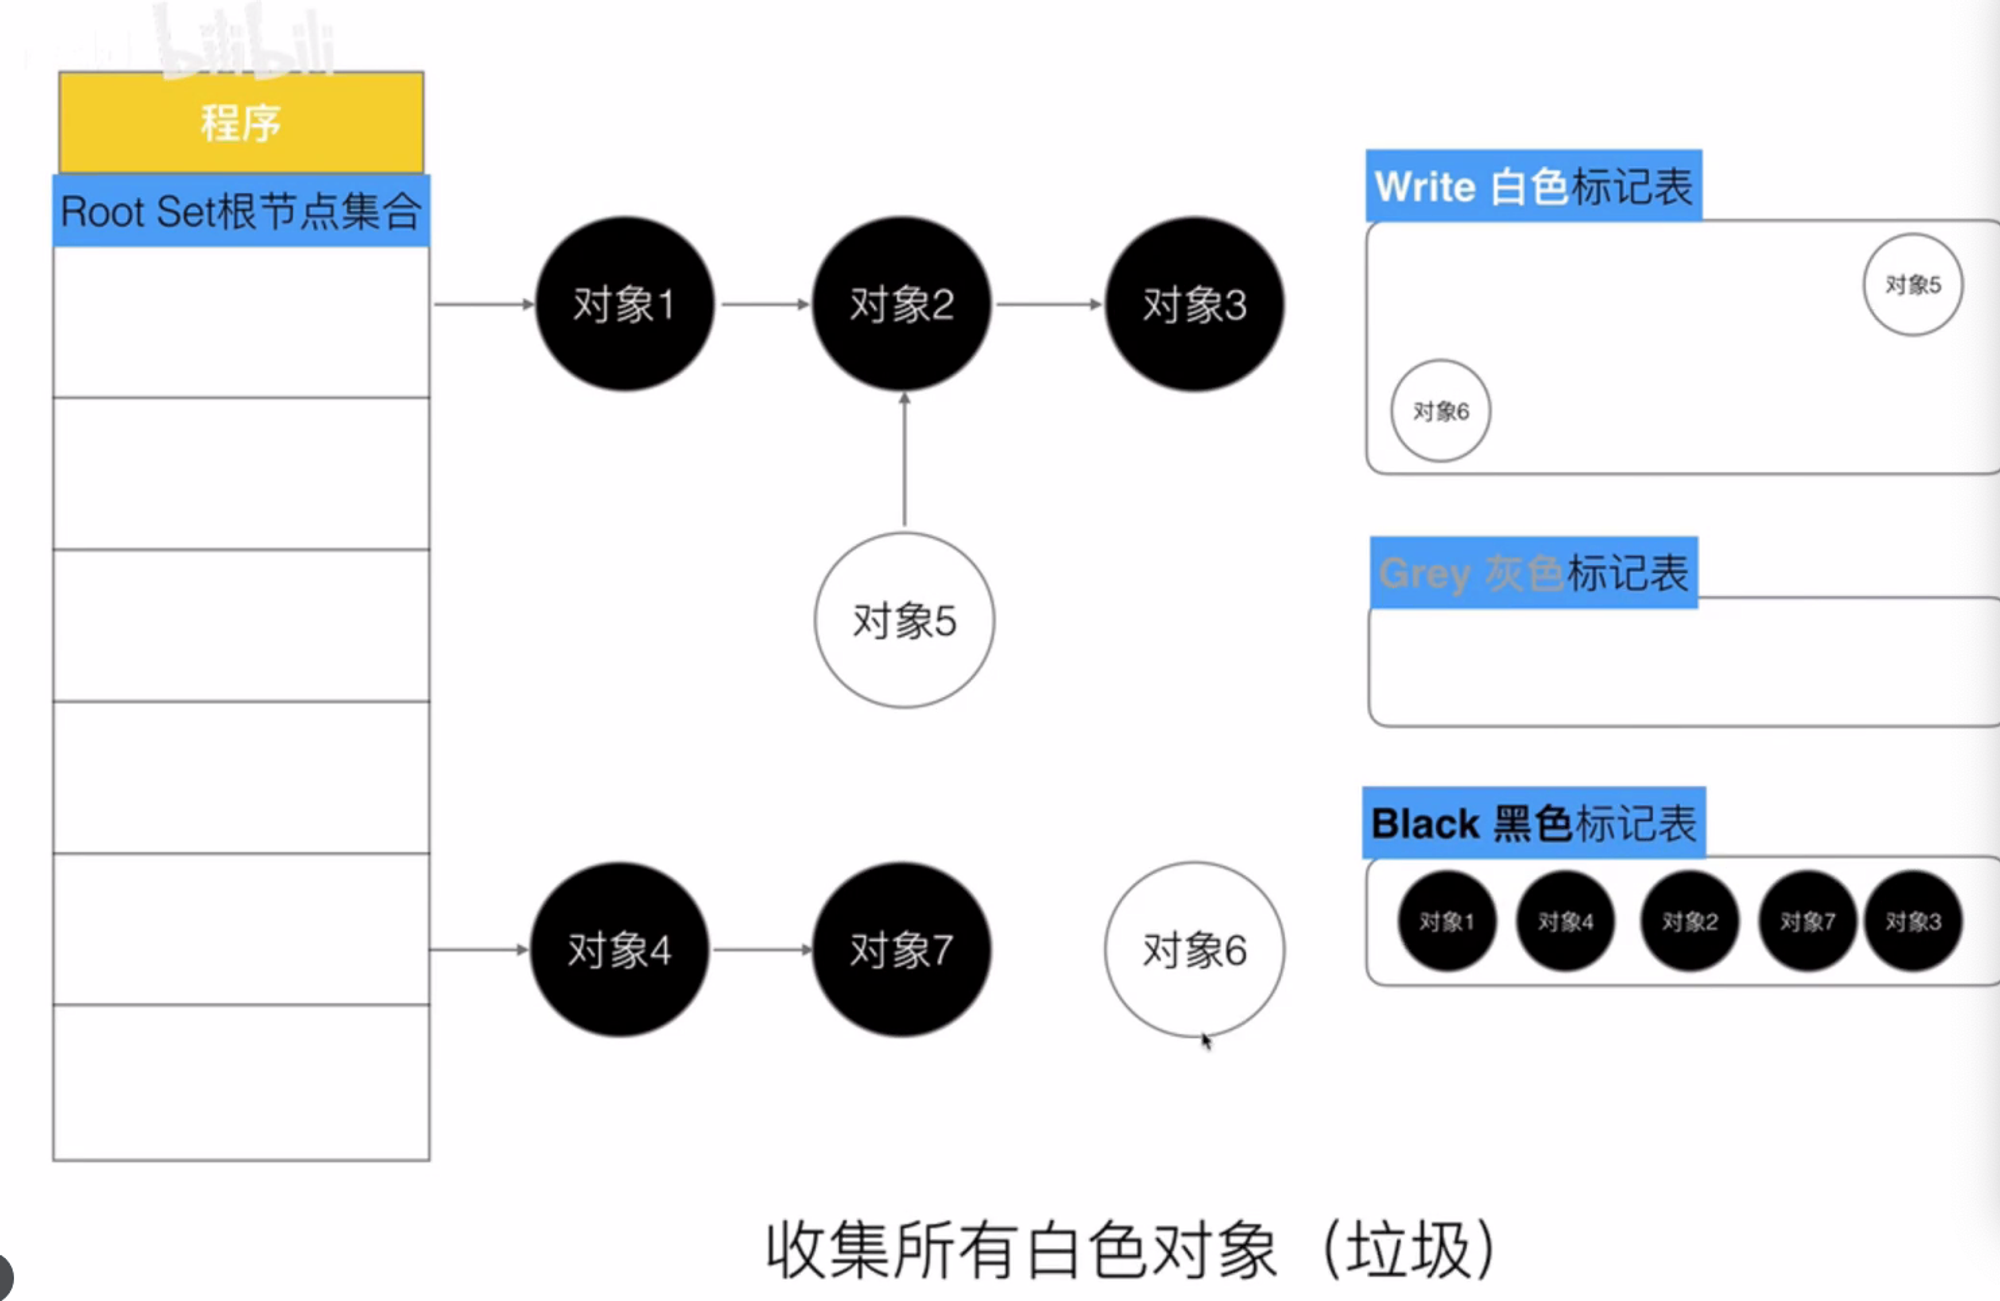 bilibili
程序
Root Set根节点集合
对象1
对象2
对象3
对象5
对象4
对象7
对象6
Write 白色标记表
对象5
对象6
Grey 灰色标记表
Black 黑色标记表
对象1
对象4
对象2
对象7
对象3
收集所有白色对象（垃圾）